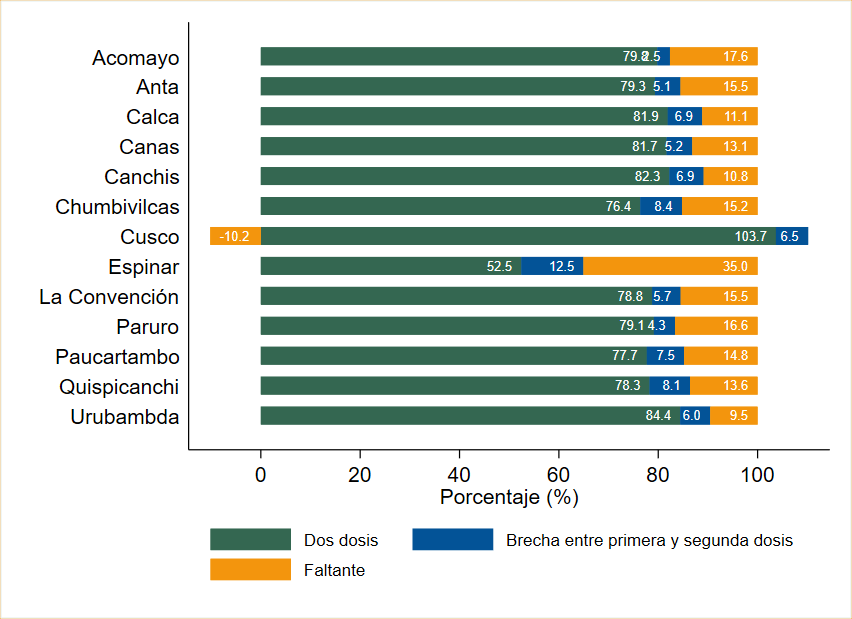 Acomayo 79.8 2.5 17.6
Anta 79.3 5.1 15.5
Calca 81.9 6.9 11.1
Canas 81.7 5.2 13.1
Canchis 82.3 6.9 10.8
Chumbivilcas 76.4 8.4 15.2
Cusco -10.2 103.7 6.5
Espinar 52.5 12.5 35.0
La Convención 78.8 5.7 15.5
Paruro 79.1 4.3 16.6
Paucartambo 77.7 7.5 14.8
Quispicanchi 78.3 8.1 13.6
Urubambda 84.4 6.0 9.5
0 20 40 60 80 100
Porcentaje (%)
Dos dosis Brecha entre primera y segunda dosis
Faltante